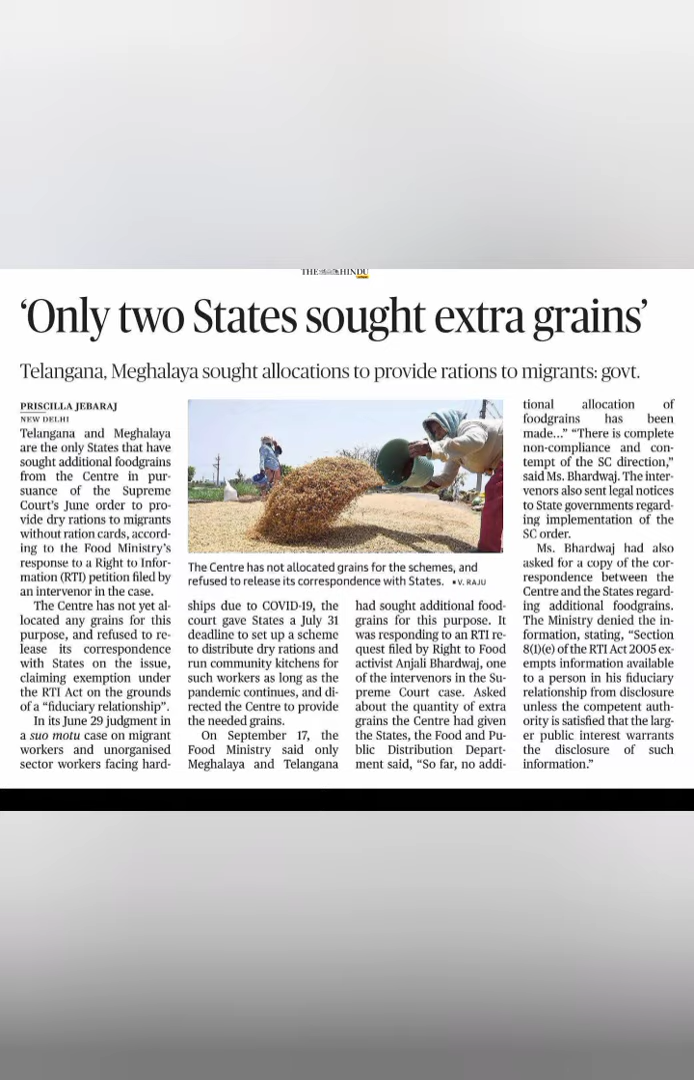 THE HINDU
‘Only two States sought extra grains’
Telangana, Meghalaya sought allocations to provide rations to migrants: govt.
PRISCILLA JEBARAJ
NEW DELHI
Telangana and Meghalaya
are the only States that have
sought additional foodgrains
from the Centre in pur-
suance of the Supreme
Court’s June order to pro-
vide dry rations to migrants
without ration cards, accord-
ing to the Food Ministry’s
response to a Right to Infor-
mation (RTI) petition filed by
an intervenor in the case.
The Centre has not yet al-
located any grains for this
purpose, and refused to re-
lease its correspondence
with States on the issue,
claiming exemption under
the RTI Act on the grounds
of a “fiduciary relationship”.
In its June 29 judgment in
a suo motu case on migrant
workers and unorganised
sector workers facing hard-
The Centre has not allocated grains for the schemes, and
refused to release its correspondence with States. ▪V. RAJU
ships due to COVID-19, the
court gave States a July 31
deadline to set up a scheme
to distribute dry rations and
run community kitchens for
such workers as long as the
pandemic continues, and di-
rected the Centre to provide
the needed grains.
On September 17, the
Food Ministry said only
Meghalaya and Telangana
had sought additional food-
grains for this purpose. It
was responding to an RTI re-
quest filed by Right to Food
activist Anjali Bhardwaj, one
of the intervenors in the Su-
preme Court case. Asked
about the quantity of extra
grains the Centre had given
the States, the Food and Pu-
blic Distribution Depart-
ment said, “So far, no addi-
tional allocation of
foodgrains has been
made...” “There is complete
non-compliance and con-
tempt of the SC direction,”
said Ms. Bhardwaj. The inter-
venors also sent legal notices
to State governments regard-
ing implementation of the
SC order.
Ms. Bhardwaj had also
asked for a copy of the cor-
respondence between the
Centre and the States regard-
ing additional foodgrains.
The Ministry denied the in-
formation, stating, “Section
8(1)(e) of the RTI Act 2005 ex-
empts information available
to a person in his fiduciary
relationship from disclosure
unless the competent auth-
ority is satisfied that the larg-
er public interest warrants
the disclosure of such
information.”